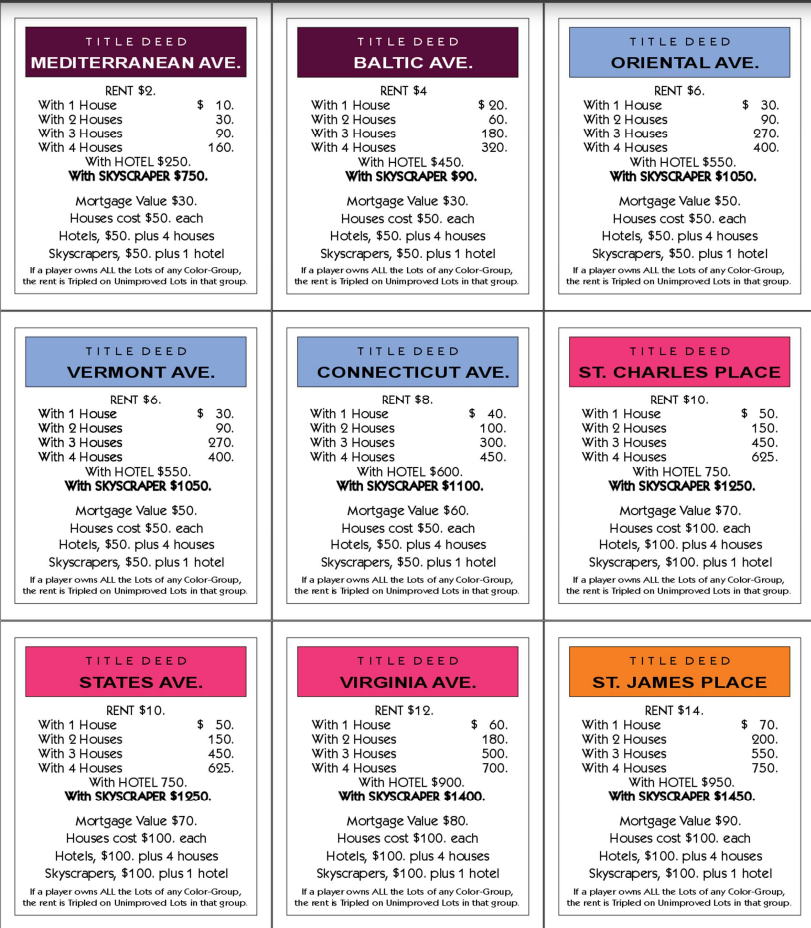 TITLE DEED
MEDITERRANEAN AVE.
RENT $2.
With 1 House $ 10.
With 2 Houses 30.
With 3 Houses 90.
With 4 Houses 160.
With HOTEL $250.
With SKYSCRAPER $750.
Mortgage Value $30.
Houses cost $50. each
Hotels, $50. plus 4 houses
Skyscrapers, $50. plus 1 hotel
If a player owns ALL the Lots of any Color-Group,
the rent is Tripled on Unimproved Lots in that group.
TITLE DEED
BALTIC AVE.
RENT $4
With 1 House $ 20.
With 2 Houses 60.
With 3 Houses 180.
With 4 Houses 320.
With HOTEL $450.
With SKYSCRAPER $90.
Mortgage Value $30.
Houses cost $50. each
Hotels, $50. plus 4 houses
Skyscrapers, $50. plus 1 hotel
If a player owns ALL the Lots of any Color-Group,
the rent is Tripled on Unimproved Lots in that group.
TITLE DEED
ORIENTAL AVE.
RENT $6.
With 1 House $ 30.
With 2 Houses 90.
With 3 Houses 270.
With 4 Houses 400.
With HOTEL $550.
With SKYSCRAPER $1050.
Mortgage Value $50.
Houses cost $50. each
Hotels, $50. plus 4 houses
Skyscrapers, $50. plus 1 hotel
If a player owns ALL the Lots of any Color-Group,
the rent is Tripled on Unimproved Lots in that group.
TITLE DEED
VERMONT AVE.
RENT $6.
With 1 House $ 30.
With 2 Houses 90.
With 3 Houses 270.
With 4 Houses 400.
With HOTEL $550.
With SKYSCRAPER $1050.
Mortgage Value $50.
Houses cost $50. each
Hotels, $50. plus 4 houses
Skyscrapers, $50. plus 1 hotel
If a player owns ALL the Lots of any Color-Group,
the rent is Tripled on Unimproved Lots in that group.
TITLE DEED
CONNECTICUT AVE.
RENT $8.
With 1 House $ 40.
With 2 Houses 100.
With 3 Houses 300.
With 4 Houses 450.
With HOTEL $600.
With SKYSCRAPER $1100.
Mortgage Value $60.
Houses cost $50. each
Hotels, $50. plus 4 houses
Skyscrapers, $50. plus 1 hotel
If a player owns ALL the Lots of any Color-Group,
the rent is Tripled on Unimproved Lots in that group.
TITLE DEED
ST. CHARLES PLACE
RENT $10.
With 1 House $ 50.
With 2 Houses 150.
With 3 Houses 450.
With 4 Houses 625.
With HOTEL 750.
With SKYSCRAPER $1250.
Mortgage Value $70.
Houses cost $100. each
Hotels, $100. plus 4 houses
Skyscrapers, $100. plus 1 hotel
If a player owns ALL the Lots of any Color-Group,
the rent is Tripled on Unimproved Lots in that group.
TITLE DEED
STATES AVE.
RENT $10.
With 1 House $ 50.
With 2 Houses 150.
With 3 Houses 450.
With 4 Houses 625.
With HOTEL 750.
With SKYSCRAPER $1250.
Mortgage Value $70.
Houses cost $100. each
Hotels, $100. plus 4 houses
Skyscrapers, $100. plus 1 hotel
If a player owns ALL the Lots of any Color-Group,
the rent is Tripled on Unimproved Lots in that group.
TITLE DEED
VIRGINIA AVE.
RENT $12.
With 1 House $ 60.
With 2 Houses 180.
With 3 Houses 500.
With 4 Houses 700.
With HOTEL $900.
With SKYSCRAPER $1400.
Mortgage Value $80.
Houses cost $100. each
Hotels, $100. plus 4 houses
Skyscrapers, $100. plus 1 hotel
If a player owns ALL the Lots of any Color-Group,
the rent is Tripled on Unimproved Lots in that group.
TITLE DEED
ST. JAMES PLACE
RENT $14.
With 1 House $ 70.
With 2 Houses 200.
With 3 Houses 550.
With 4 Houses 750.
With HOTEL $950.
With SKYSCRAPER $1450.
Mortgage Value $90.
Houses cost $100. each
Hotels, $100. plus 4 houses
Skyscrapers, $100. plus 1 hotel
If a player owns ALL the Lots of any Color-Group,
the rent is Tripled on Unimproved Lots in that group.